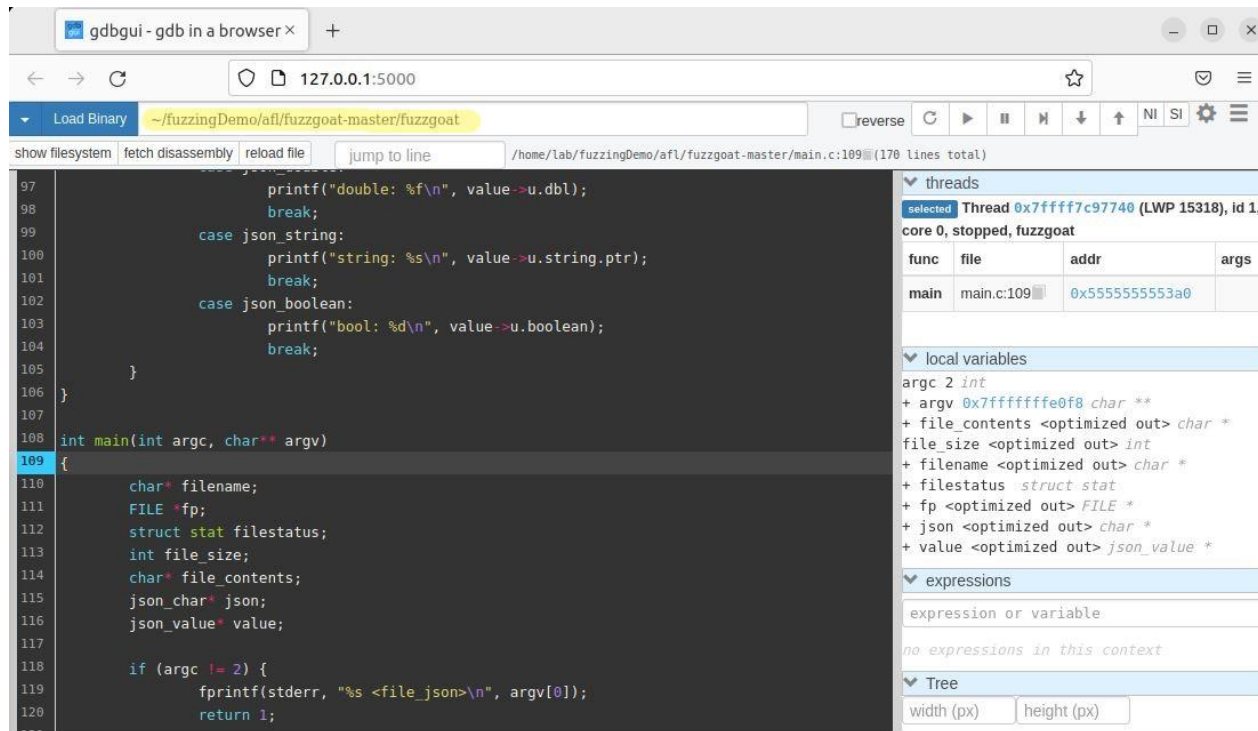 gdbgui - gdb in a browser
127.0.0.1:5000
Load Binary ~/fuzzingDemo/afl/fuzzgoat-master/fuzzgoat reverse NI SI
show filesystem fetch disassembly reload file jump to line /home/lab/fuzzingDemo/afl/fuzzgoat-master/main.c:109 (170 lines total)
97 printf("double: %f\n", value->u.dbl);
98 break;
99 case json_string:
100 printf("string: %s\n", value->u.string.ptr);
101 break;
102 case json_boolean:
103 printf("bool: %d\n", value->u.boolean);
104 break;
105 }
106 }
107
108 int main(int argc, char** argv)
109 {
110 char* filename;
111 FILE *fp;
112 struct stat filestatus;
113 int file_size;
114 char* file_contents;
115 json_char* json;
116 json_value* value;
117
118 if (argc != 2) {
119 fprintf(stderr, "%s <file_json>\n", argv[0]);
120 return 1;
threads
selected Thread 0x7ffff7c97740 (LWP 15318), id 1,
core 0, stopped, fuzzgoat
func file addr args
main main.c:109 0x5555555553a0
local variables
argc 2 int
+ argv 0x7fffffffe0f8 char **
+ file_contents <optimized out> char *
file_size <optimized out> int
+ filename <optimized out> char *
+ filestatus struct stat
+ fp <optimized out> FILE *
+ json <optimized out> char *
+ value <optimized out> json_value *
expressions
expression or variable
no expressions in this context
Tree
width (px) height (px)